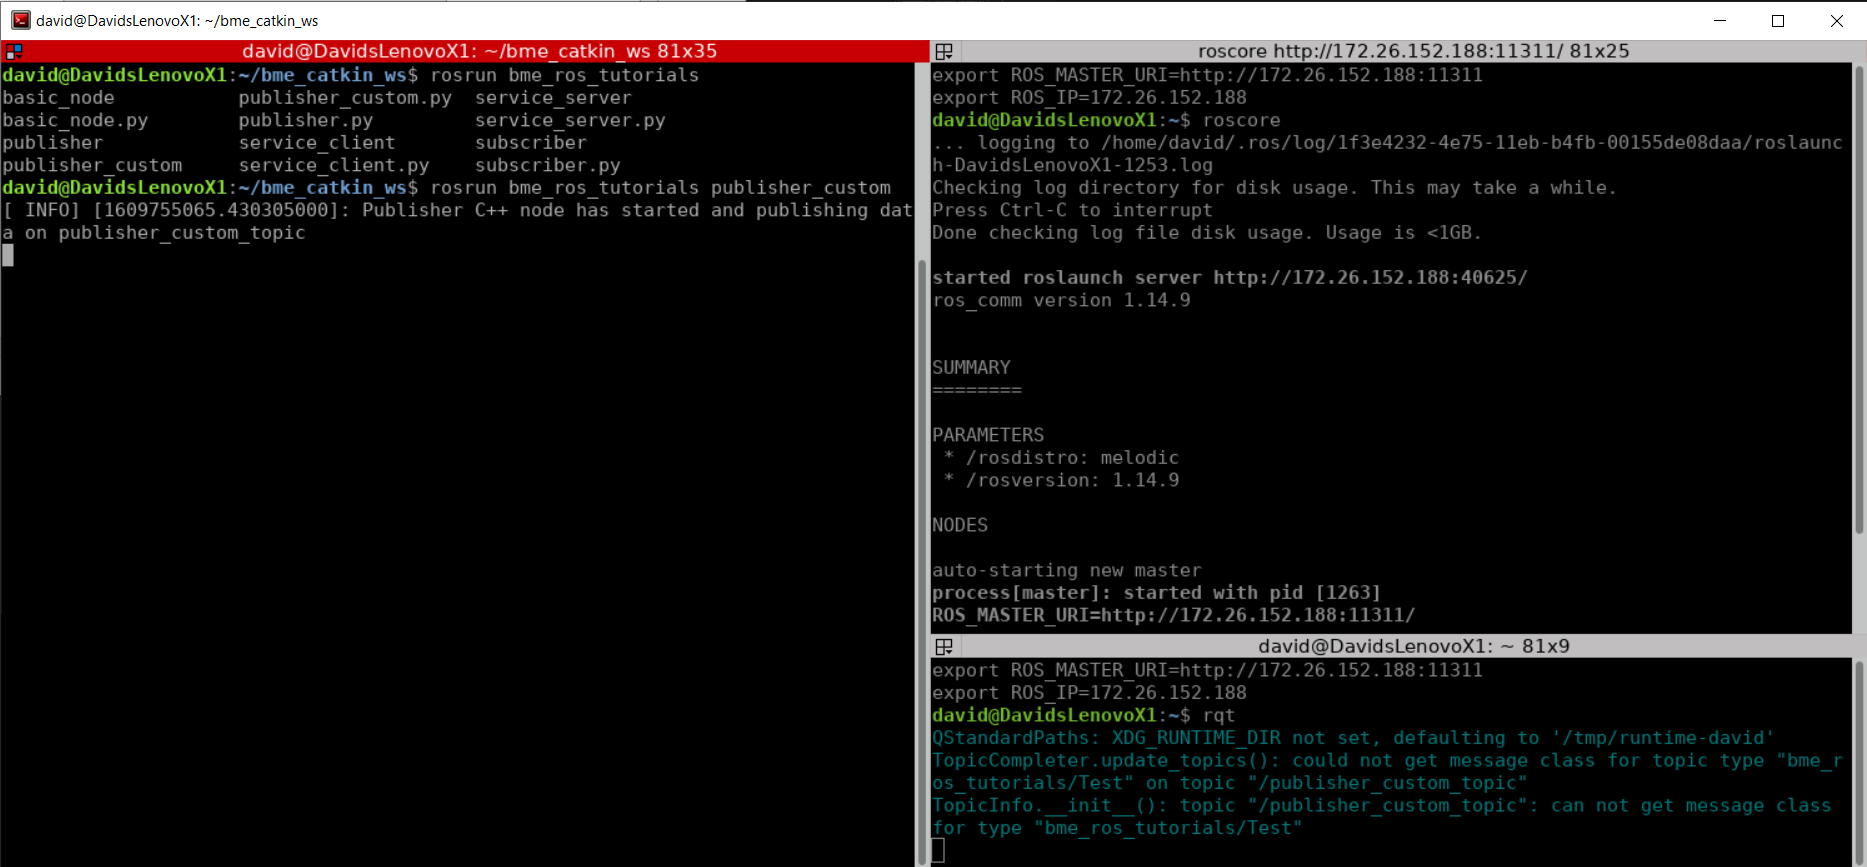 david@DavidsLenovoX1: ~/bme_catkin_ws
david@DavidsLenovoX1: ~/bme_catkin_ws 81x35
david@DavidsLenovoX1:~/bme_catkin_ws$ rosrun bme_ros_tutorials
basic_node           publisher_custom.py  service_server
basic_node.py        publisher.py         service_server.py
publisher            service_client       subscriber
publisher_custom     service_client.py    subscriber.py
david@DavidsLenovoX1:~/bme_catkin_ws$ rosrun bme_ros_tutorials publisher_custom
[ INFO] [1609755065.430305000]: Publisher C++ node has started and publishing dat
a on publisher_custom_topic
roscore http://172.26.152.188:11311/ 81x25
export ROS_MASTER_URI=http://172.26.152.188:11311
export ROS_IP=172.26.152.188
david@DavidsLenovoX1:~$ roscore
... logging to /home/david/.ros/log/1f3e4232-4e75-11eb-b4fb-00155de08daa/roslaunc
h-DavidsLenovoX1-1253.log
Checking log directory for disk usage. This may take a while.
Press Ctrl-C to interrupt
Done checking log file disk usage. Usage is <1GB.
started roslaunch server http://172.26.152.188:40625/
ros_comm version 1.14.9
SUMMARY
========
PARAMETERS
 * /rosdistro: melodic
 * /rosversion: 1.14.9
NODES
auto-starting new master
process[master]: started with pid [1263]
ROS_MASTER_URI=http://172.26.152.188:11311/
david@DavidsLenovoX1: ~ 81x9
export ROS_MASTER_URI=http://172.26.152.188:11311
export ROS_IP=172.26.152.188
david@DavidsLenovoX1:~$ rqt
QStandardPaths: XDG_RUNTIME_DIR not set, defaulting to '/tmp/runtime-david'
TopicCompleter.update_topics(): could not get message class for topic type "bme_r
os_tutorials/Test" on topic "/publisher_custom_topic"
TopicInfo.__init__(): topic "/publisher_custom_topic": can not get message class
for type "bme_ros_tutorials/Test"